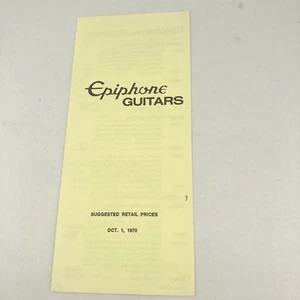 Epiphone
GUITARS
SUGGESTED RETAIL PRICES
OCT. 1, 1970